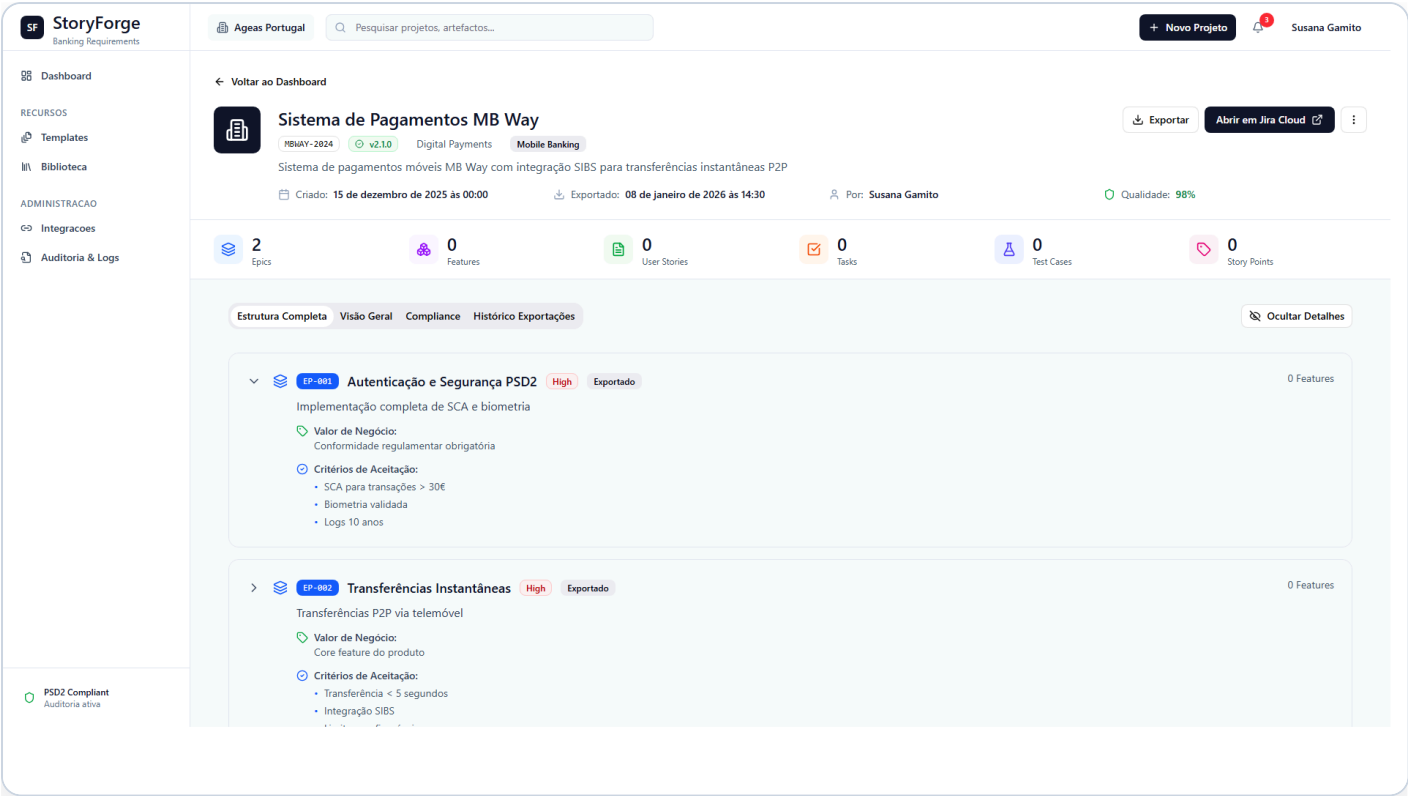 SF
StoryForge
Banking Requirements
Ageas Portugal
Pesquisar projetos, artefactos...
+ Novo Projeto
3
Susana Gamito
Dashboard
RECURSOS
Templates
Biblioteca
ADMINISTRACAO
Integracoes
Auditoria & Logs
PSD2 Compliant
Auditoria ativa
← Voltar ao Dashboard
Sistema de Pagamentos MB Way
MBWAY-2024 v2.1.0 Digital Payments Mobile Banking
Sistema de pagamentos móveis MB Way com integração SIBS para transferências instantâneas P2P
Criado: 15 de dezembro de 2025 às 00:00 Exportado: 08 de janeiro de 2026 às 14:30 Por: Susana Gamito Qualidade: 98%
Exportar
Abrir em Jira Cloud
2
Epics
0
Features
0
User Stories
0
Tasks
0
Test Cases
0
Story Points
Estrutura Completa Visão Geral Compliance Histórico Exportações
Ocultar Detalhes
EP-001 Autenticação e Segurança PSD2 High Exportado 0 Features
Implementação completa de SCA e biometria
Valor de Negócio:
Conformidade regulamentar obrigatória
Critérios de Aceitação:
• SCA para transações > 30€
• Biometria validada
• Logs 10 anos
EP-002 Transferências Instantâneas High Exportado 0 Features
Transferências P2P via telemóvel
Valor de Negócio:
Core feature do produto
Critérios de Aceitação:
• Transferência < 5 segundos
• Integração SIBS